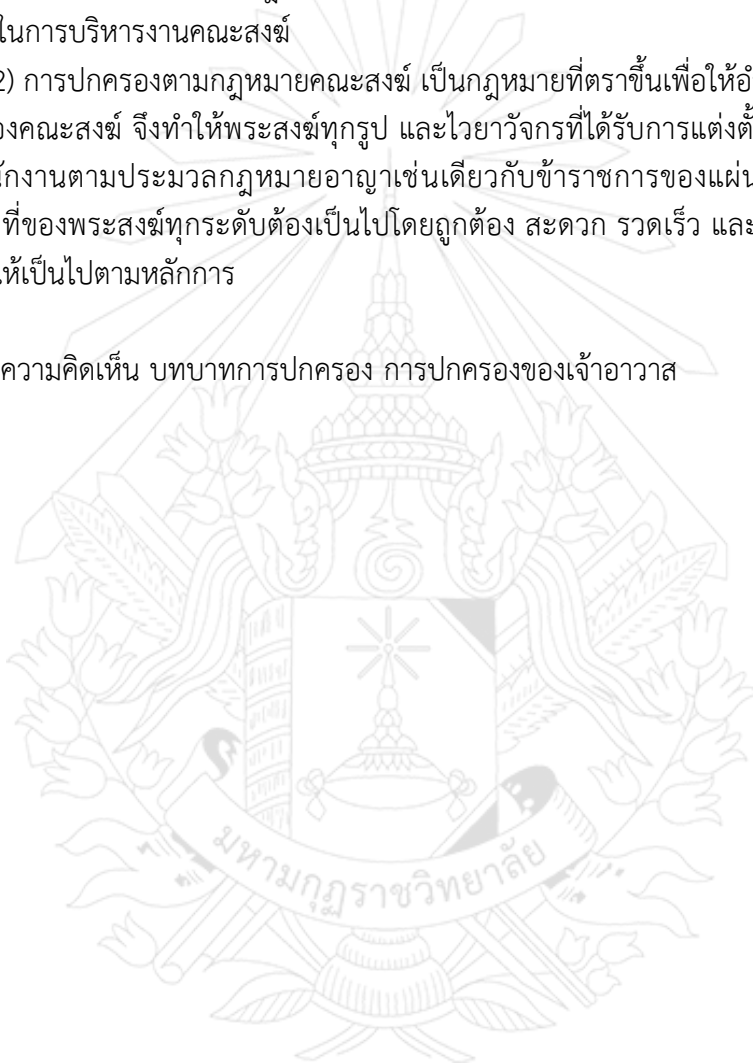 ในการบริหารงานคณะสงฆ์
2) การปกครองตามกฎหมายคณะสงฆ์ เป็นกฎหมายที่ตราขึ้นเพื่อให้อำ
องคณะสงฆ์ จึงทำให้พระสงฆ์ทุกรูป และไวยาวัจกรที่ได้รับการแต่งตั้
นักงานตามประมวลกฎหมายอาญาเช่นเดียวกับข้าราชการของแผ่น
ที่ของพระสงฆ์ทุกระดับต้องเป็นไปโดยถูกต้อง สะดวก รวดเร็ว และ
ห้เป็นไปตามหลักการ
ความคิดเห็น บทบาทการปกครอง การปกครองของเจ้าอาวาส
มหามกุฏราชวิทยาลัย